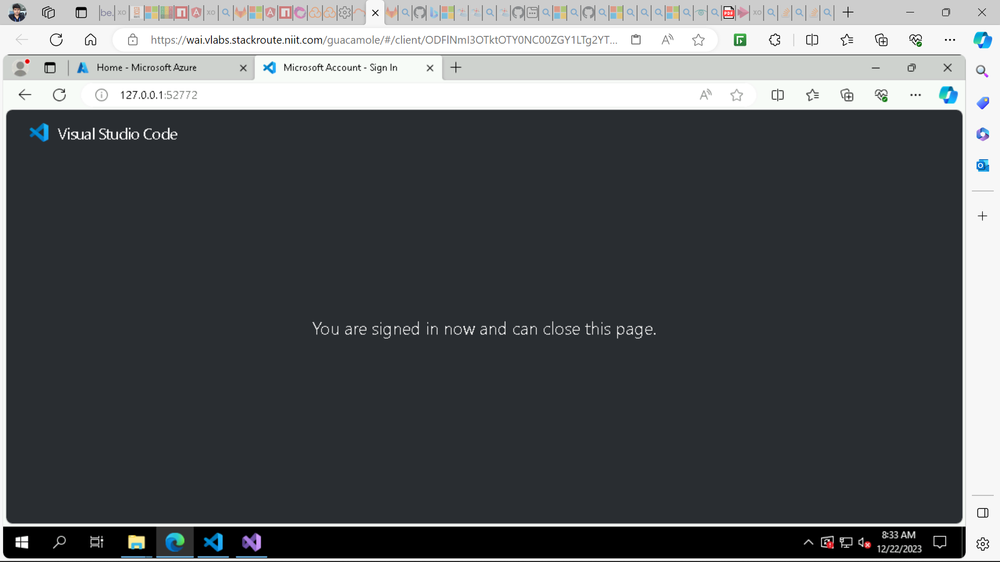 be.
https://wai.vlabs.stackroute.niit.com/guacamole/#/client/ODFlNmI3OTktOTY0NC00ZGY1LTg2YT...
Home - Microsoft Azure
Microsoft Account - Sign In
127.0.0.1:52772
Visual Studio Code
You are signed in now and can close this page.
8:33 AM
12/22/2023